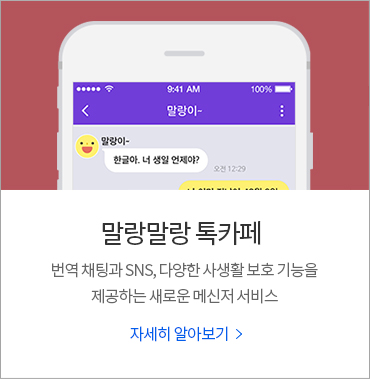 9:41 AM 100%
말랑이~
말랑이~
한글아. 너 생일 언제야?
오전 12:29
말랑말랑 톡카페
번역 채팅과 SNS, 다양한 사생활 보호 기능을
제공하는 새로운 메신저 서비스
자세히 알아보기 >